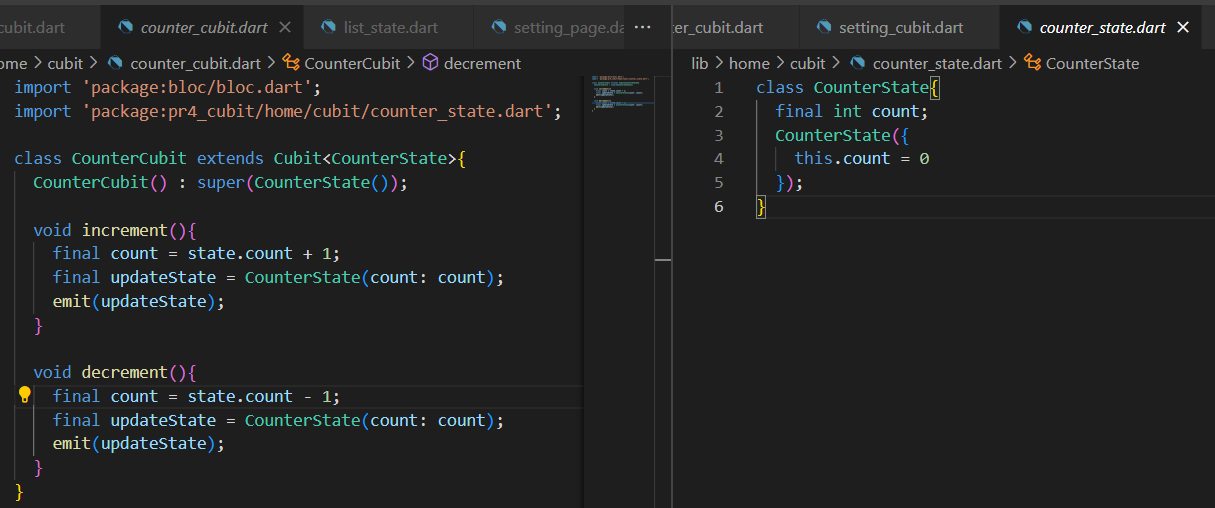 cubit.dart
counter_cubit.dart
list_state.dart
setting_page.da
ome > cubit > counter_cubit.dart > CounterCubit > decrement
import 'package:bloc/bloc.dart';
import 'package:pr4_cubit/home/cubit/counter_state.dart';
class CounterCubit extends Cubit<CounterState>{
CounterCubit() : super(CounterState());
void increment(){
final count = state.count + 1;
final updateState = CounterState(count: count);
emit(updateState);
}
void decrement(){
final count = state.count - 1;
final updateState = CounterState(count: count);
emit(updateState);
}
}
er_cubit.dart
setting_cubit.dart
counter_state.dart
lib > home > cubit > counter_state.dart > CounterState
1 class CounterState{
2 final int count;
3 CounterState({
4 this.count = 0
5 });
6 }